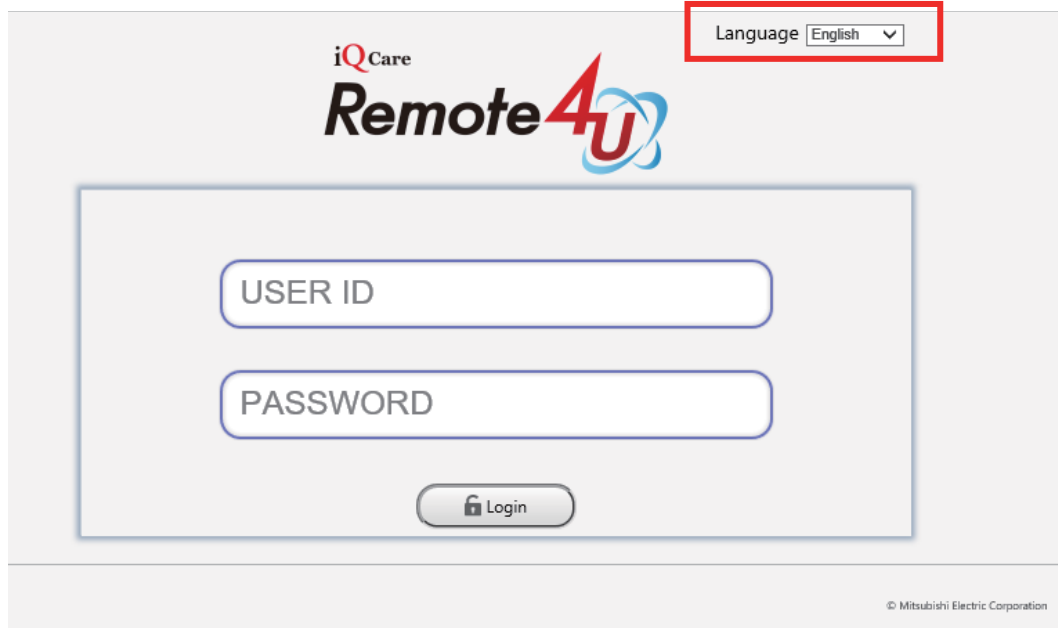 Language English
iQ Care
Remote4U
USER ID
PASSWORD
Login
© Mitsubishi Electric Corporation